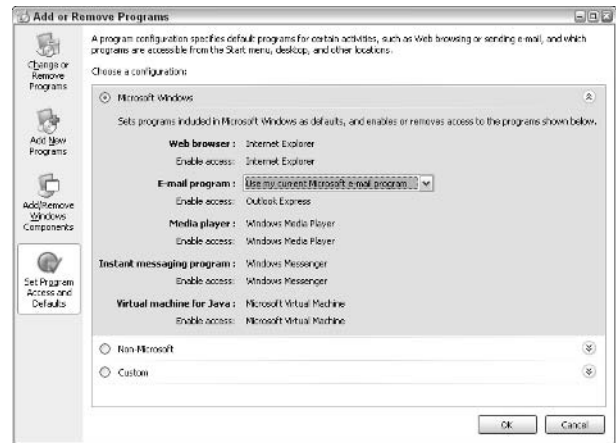 Add or Remove Programs
Change or
Remove
Programs
Add New
Programs
Add/Remove
Windows
Components
Set Program
Access and
Defaults
A program configuration specifies default programs for certain activities, such as Web browsing or sending e-mail, and which
programs are accessible from the Start menu, desktop, and other locations.
Choose a configuration:
Microsoft Windows
Sets programs included in Microsoft Windows as defaults, and enables or removes access to the programs shown below.
Web browser : Internet Explorer
Enable access: Internet Explorer
E-mail program : Use my current Microsoft e-mail program
Enable access: Outlook Express
Media player : Windows Media Player
Enable access: Windows Media Player
Instant messaging program : Windows Messenger
Enable access: Windows Messenger
Virtual machine for Java : Microsoft Virtual Machine
Enable access: Microsoft Virtual Machine
Non-Microsoft
Custom
OK
Cancel